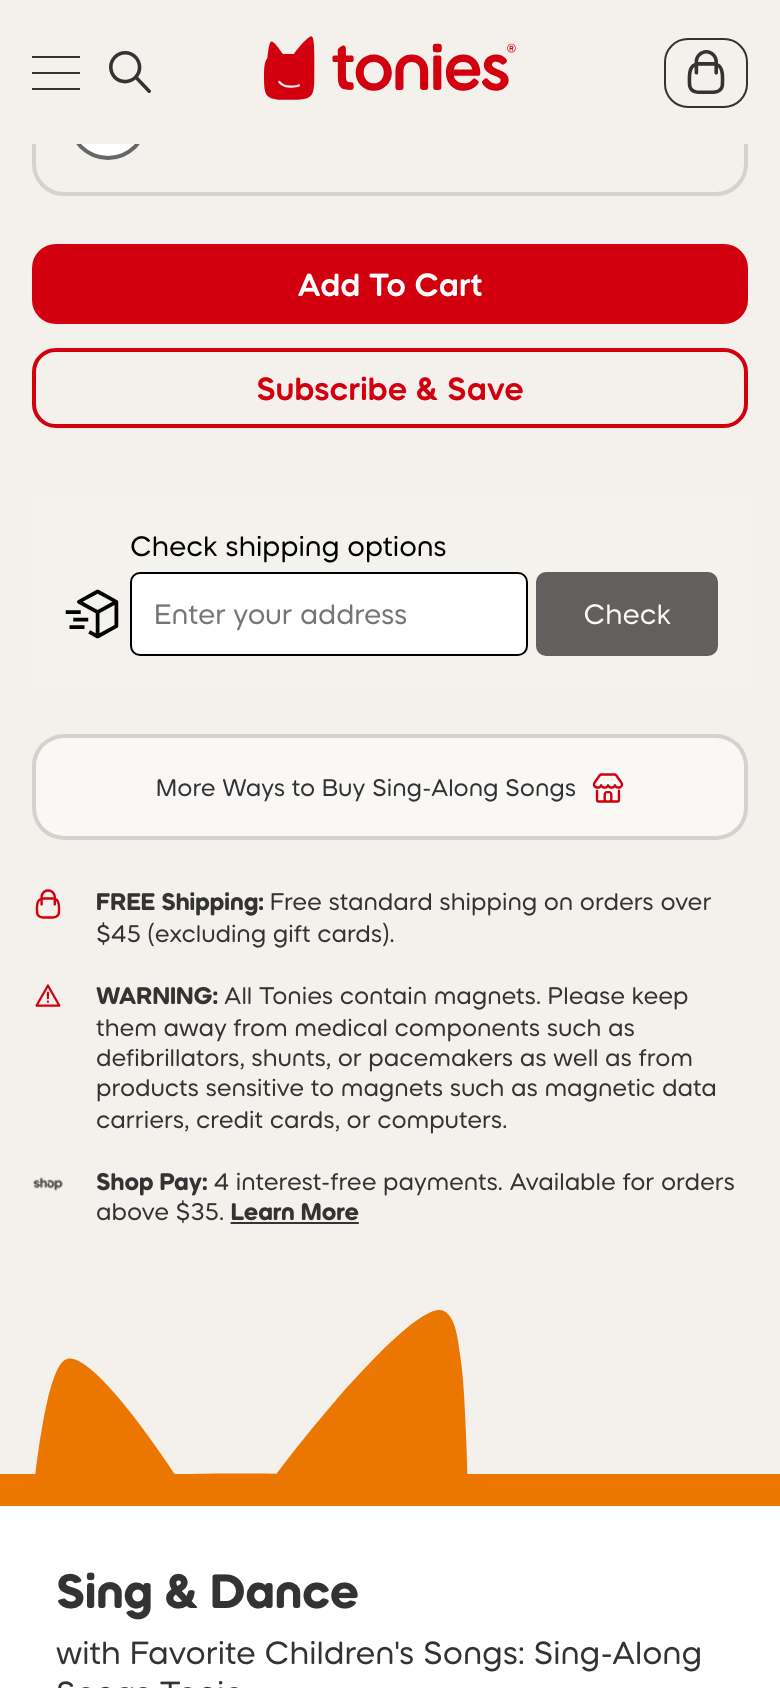 tonies®
Add To Cart
Subscribe & Save
Check shipping options
Enter your address
Check
More Ways to Buy Sing-Along Songs
FREE Shipping: Free standard shipping on orders over
$45 (excluding gift cards).
WARNING: All Tonies contain magnets. Please keep
them away from medical components such as
defibrillators, shunts, or pacemakers as well as from
products sensitive to magnets such as magnetic data
carriers, credit cards, or computers.
shop
Shop Pay: 4 interest-free payments. Available for orders
above $35. Learn More
Sing & Dance
with Favorite Children's Songs: Sing-Along
Songs Tonie